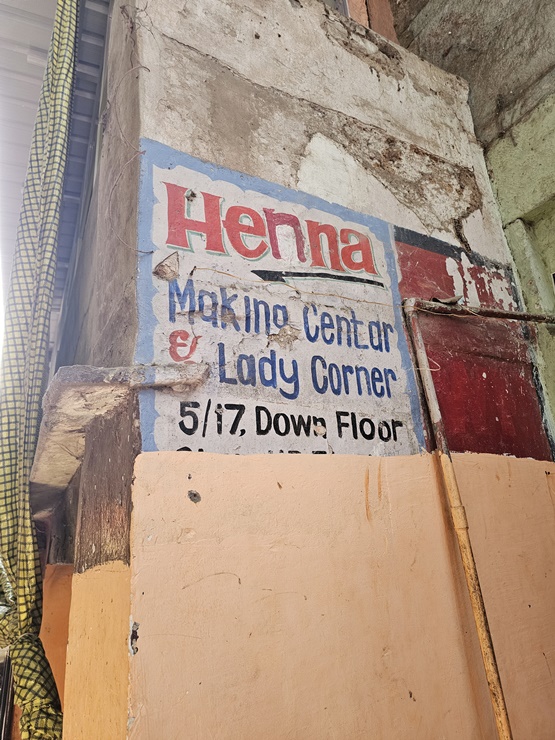 Henna
Making Centar
& Lady Corner
5/17, Down Floor